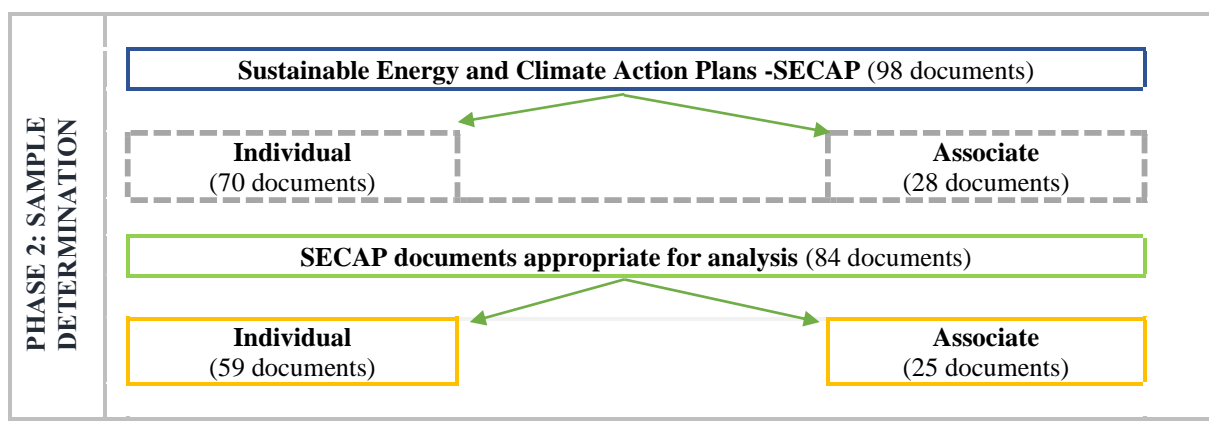 PHASE 2: SAMPLE
DETERMINATION
Sustainable Energy and Climate Action Plans -SECAP (98 documents)
Individual
(70 documents)
Associate
(28 documents)
SECAP documents appropriate for analysis (84 documents)
Individual
(59 documents)
Associate
(25 documents)